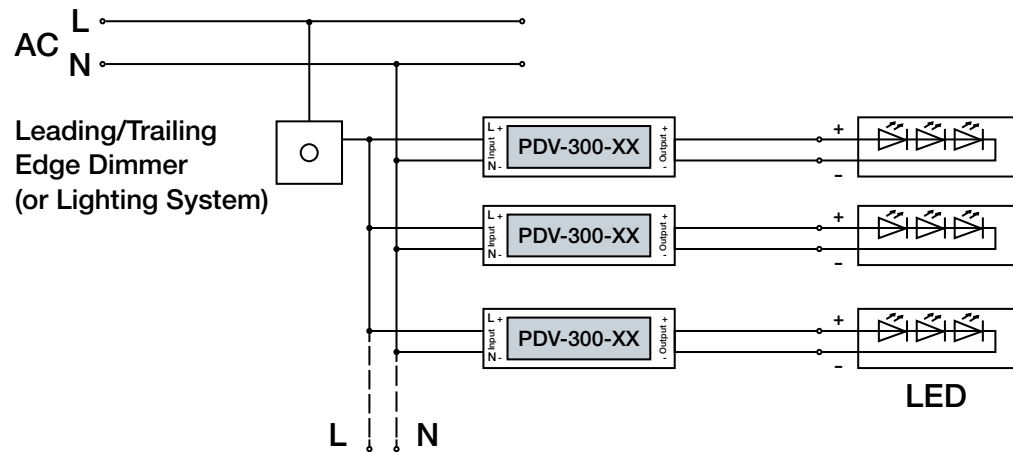 L
AC
N
Leading/Trailing
Edge Dimmer
(or Lighting System)
L +
Input
N -
PDV-300-XX
Output +
-
+
–
L +
Input
N -
PDV-300-XX
Output +
-
+
–
L +
Input
N -
PDV-300-XX
Output +
-
+
–
LED
L N